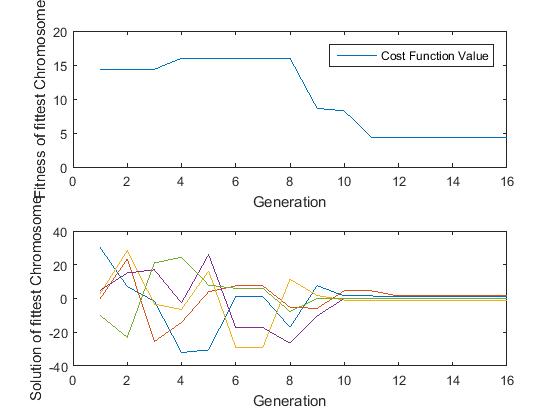 Fitness of fittest Chromosome
20
15
10
5
0
Cost Function Value
0 2 4 6 8 10 12 14 16
Generation
Solution of fittest Chromosome
40
20
0
-20
-40
0 2 4 6 8 10 12 14 16
Generation